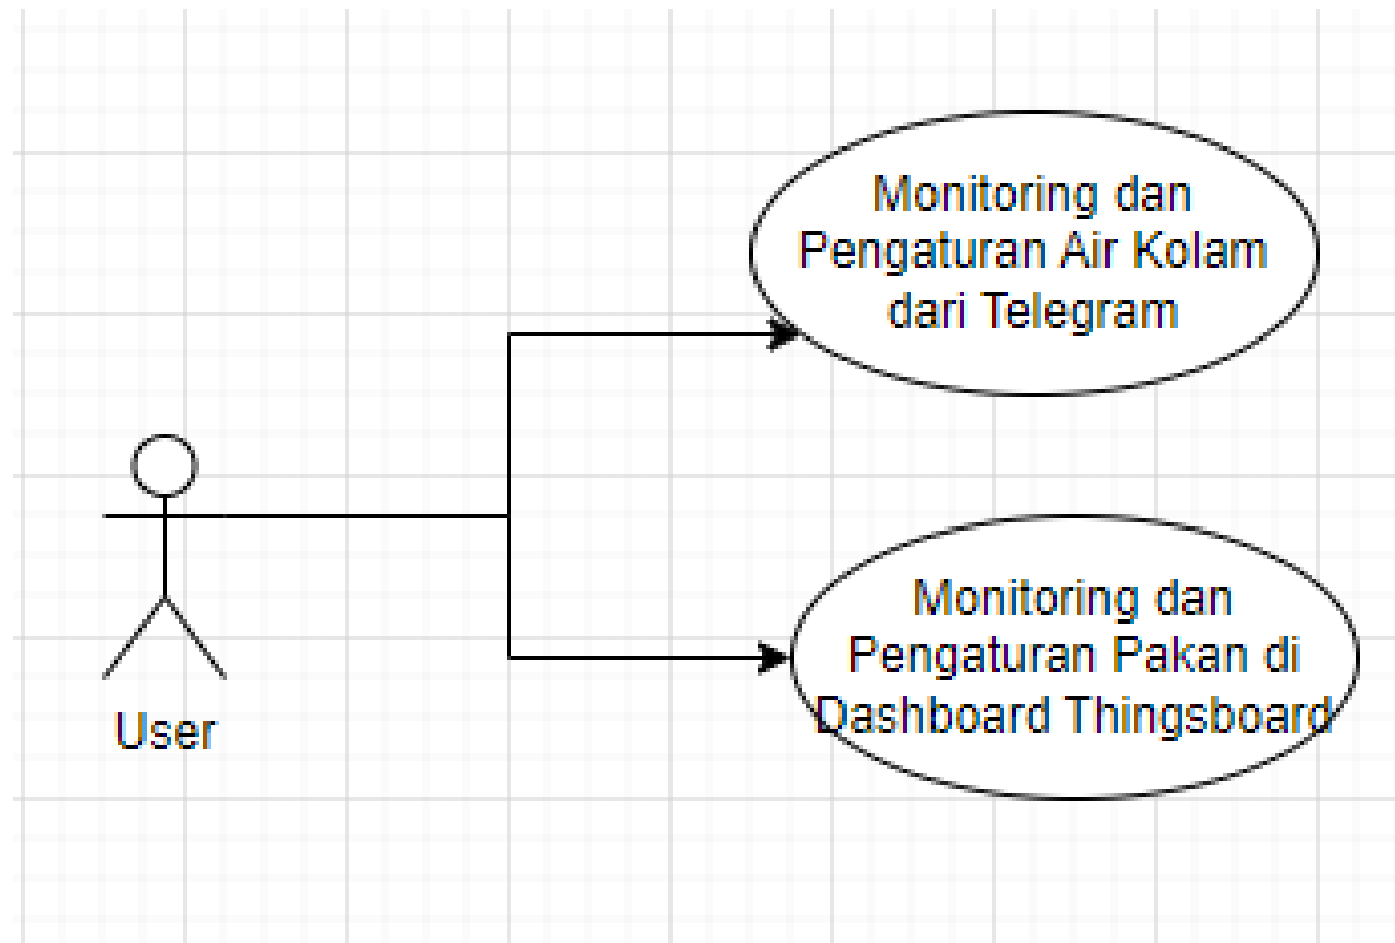 Monitoring dan
Pengaturan Air Kolam
dari Telegram
Monitoring dan
Pengaturan Pakan di
Dashboard Thingsboard
User